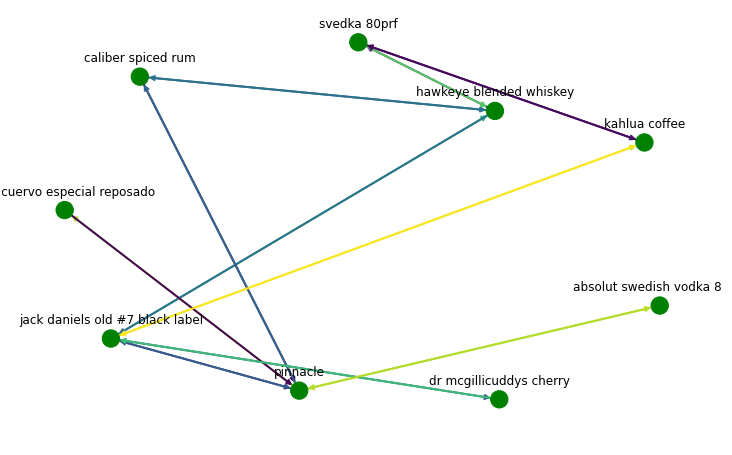 svedka 80prf
caliber spiced rum
hawkeye blended whiskey
kahlua coffee
cuervo especial reposado
absolut swedish vodka 8
jack daniels old #7 black label
pinnacle
dr mcgillicuddys cherry